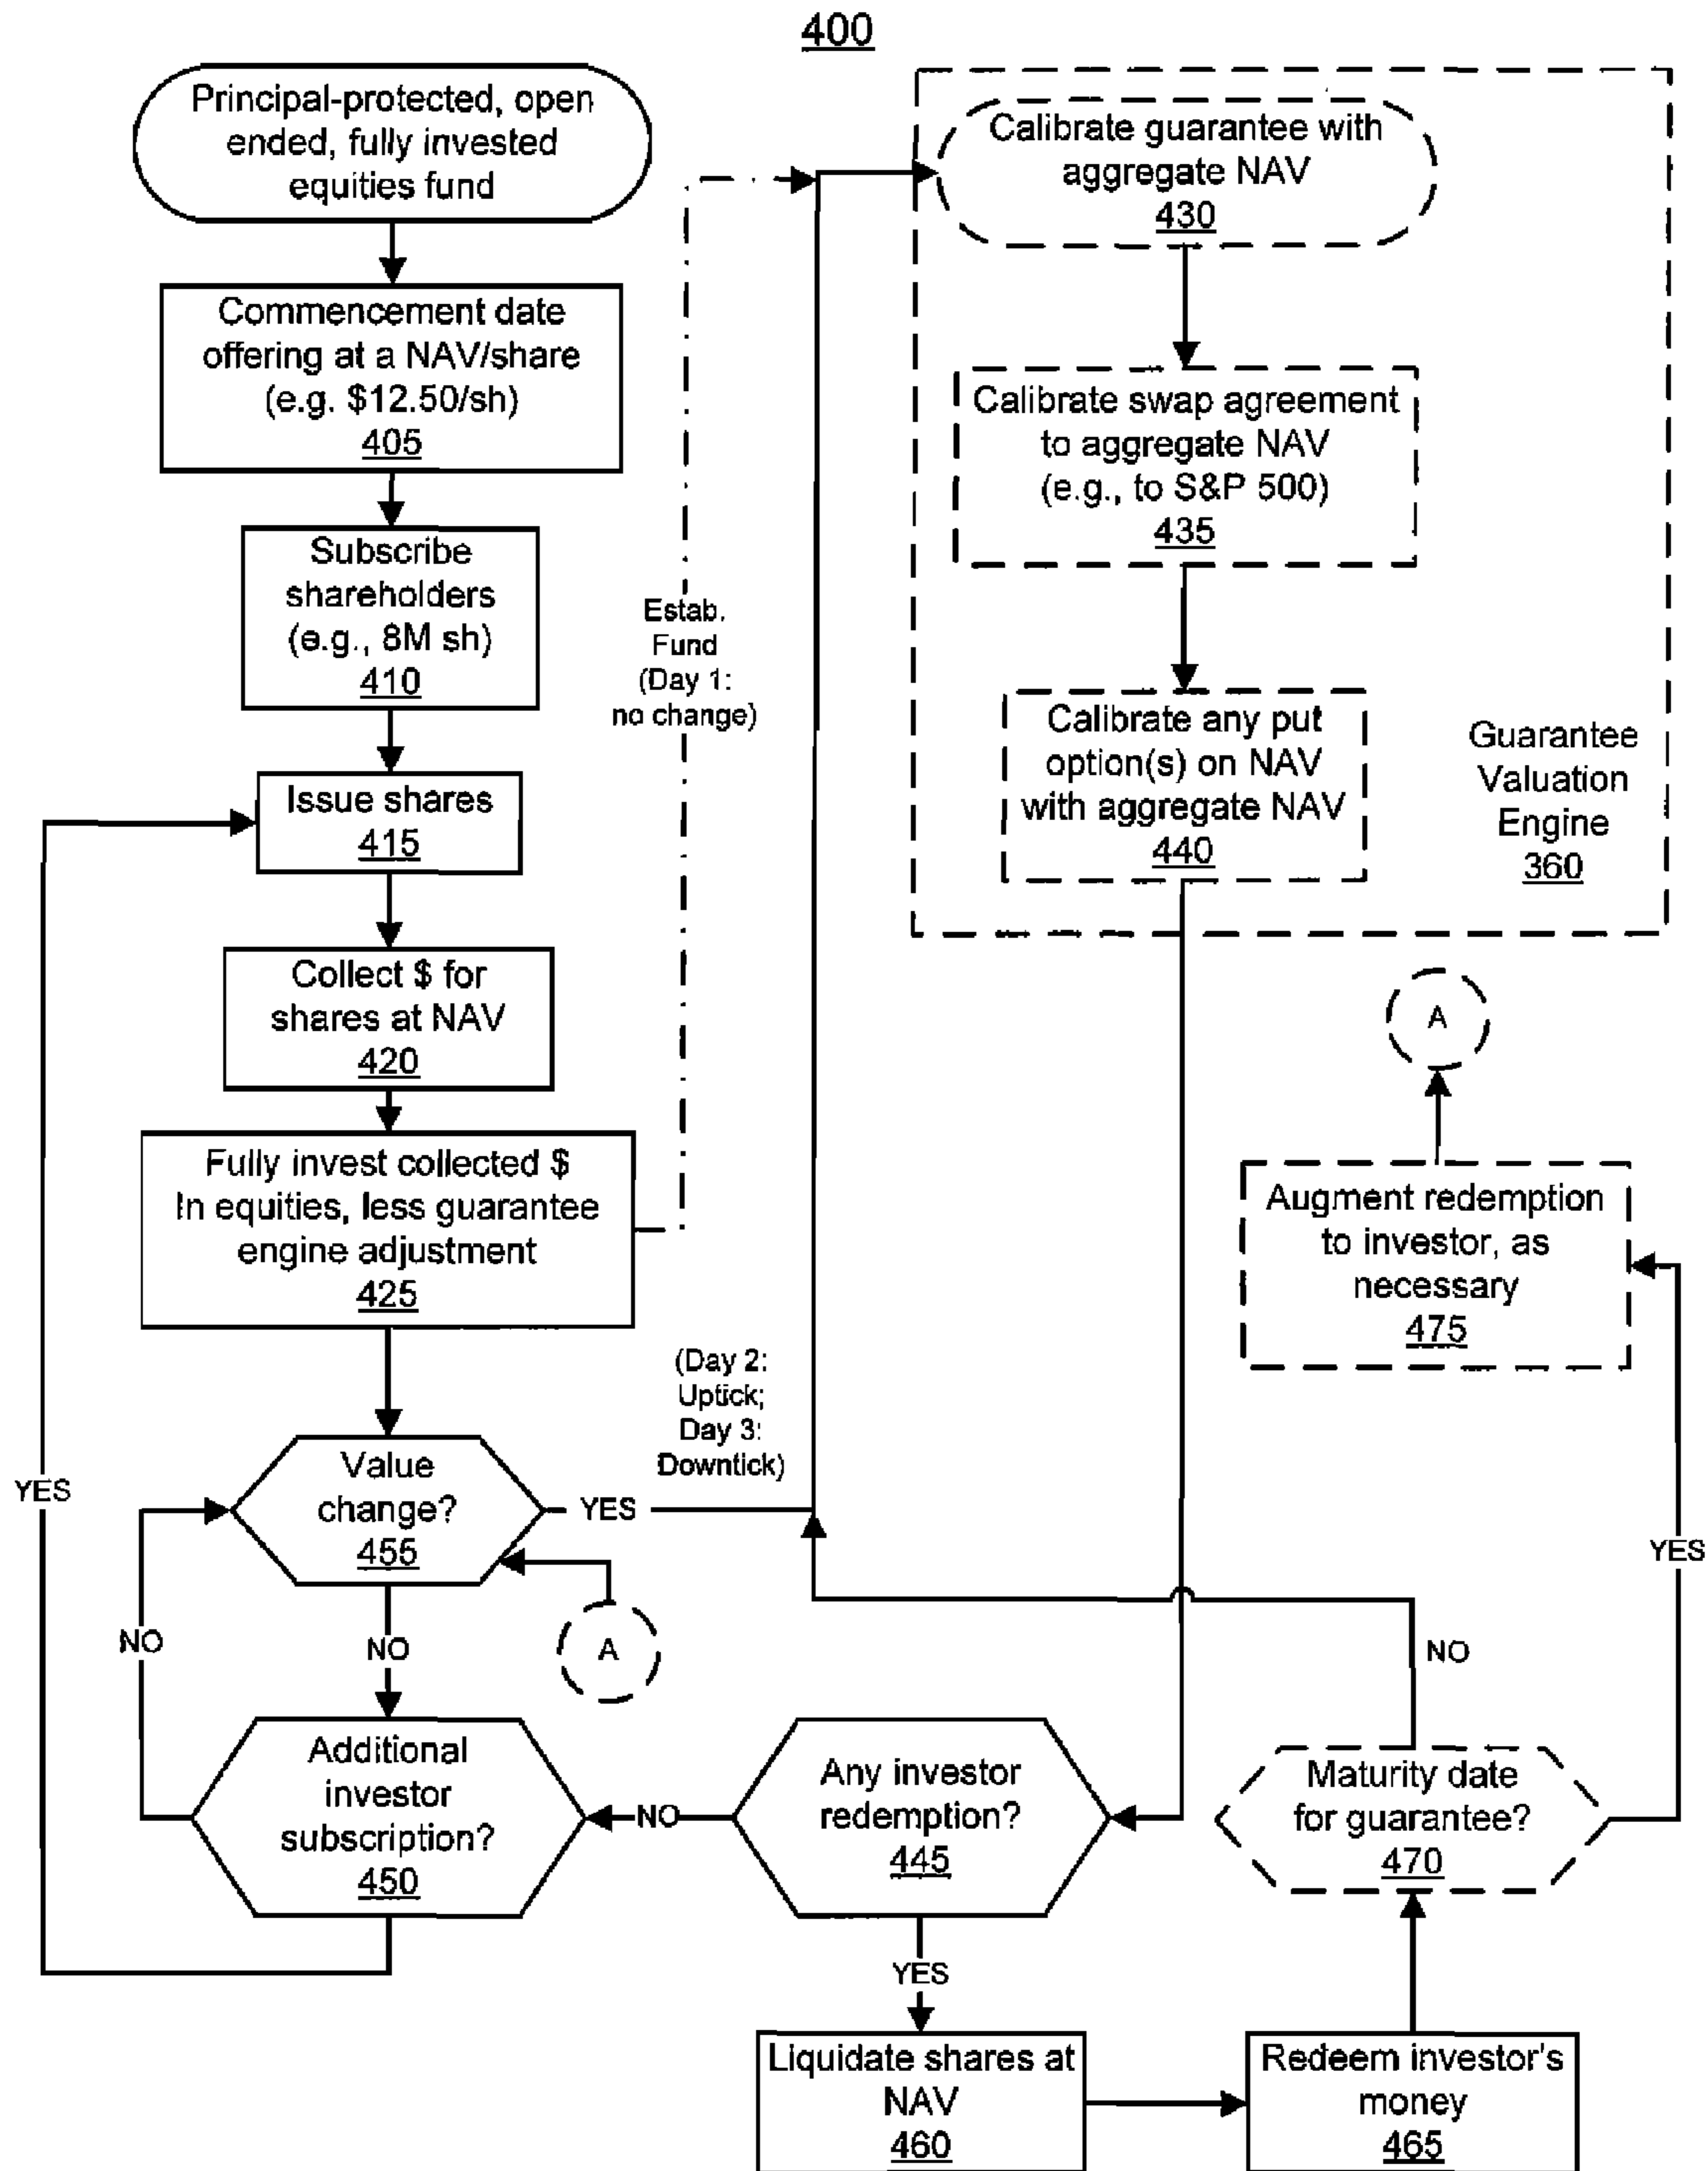 400
Principal-protected, open
ended, fully invested
equities fund
Commencement date
offering at a NAV/share
(e.g. $12.50/sh)
405
Subscribe
shareholders
(e.g., 8M sh)
410
Issue shares
415
Collect $ for
shares at NAV
420
Fully invest collected $
In equities, less guarantee
engine adjustment
425
Estab.
Fund
(Day 1:
no change)
Calibrate guarantee with
aggregate NAV
430
Calibrate swap agreement
to aggregate NAV
(e.g., to S&P 500)
435
Calibrate any put
option(s) on NAV
with aggregate NAV
440
Guarantee
Valuation
Engine
360
A
Augment redemption
to investor, as
necessary
475
(Day 2:
Uptick;
Day 3:
Downtick)
Value
change?
455
YES
YES
YES
NO
NO
A
NO
Additional
investor
subscription?
450
NO
Any investor
redemption?
445
Maturity date
for guarantee?
470
YES
Liquidate shares at
NAV
460
Redeem investor's
money
465